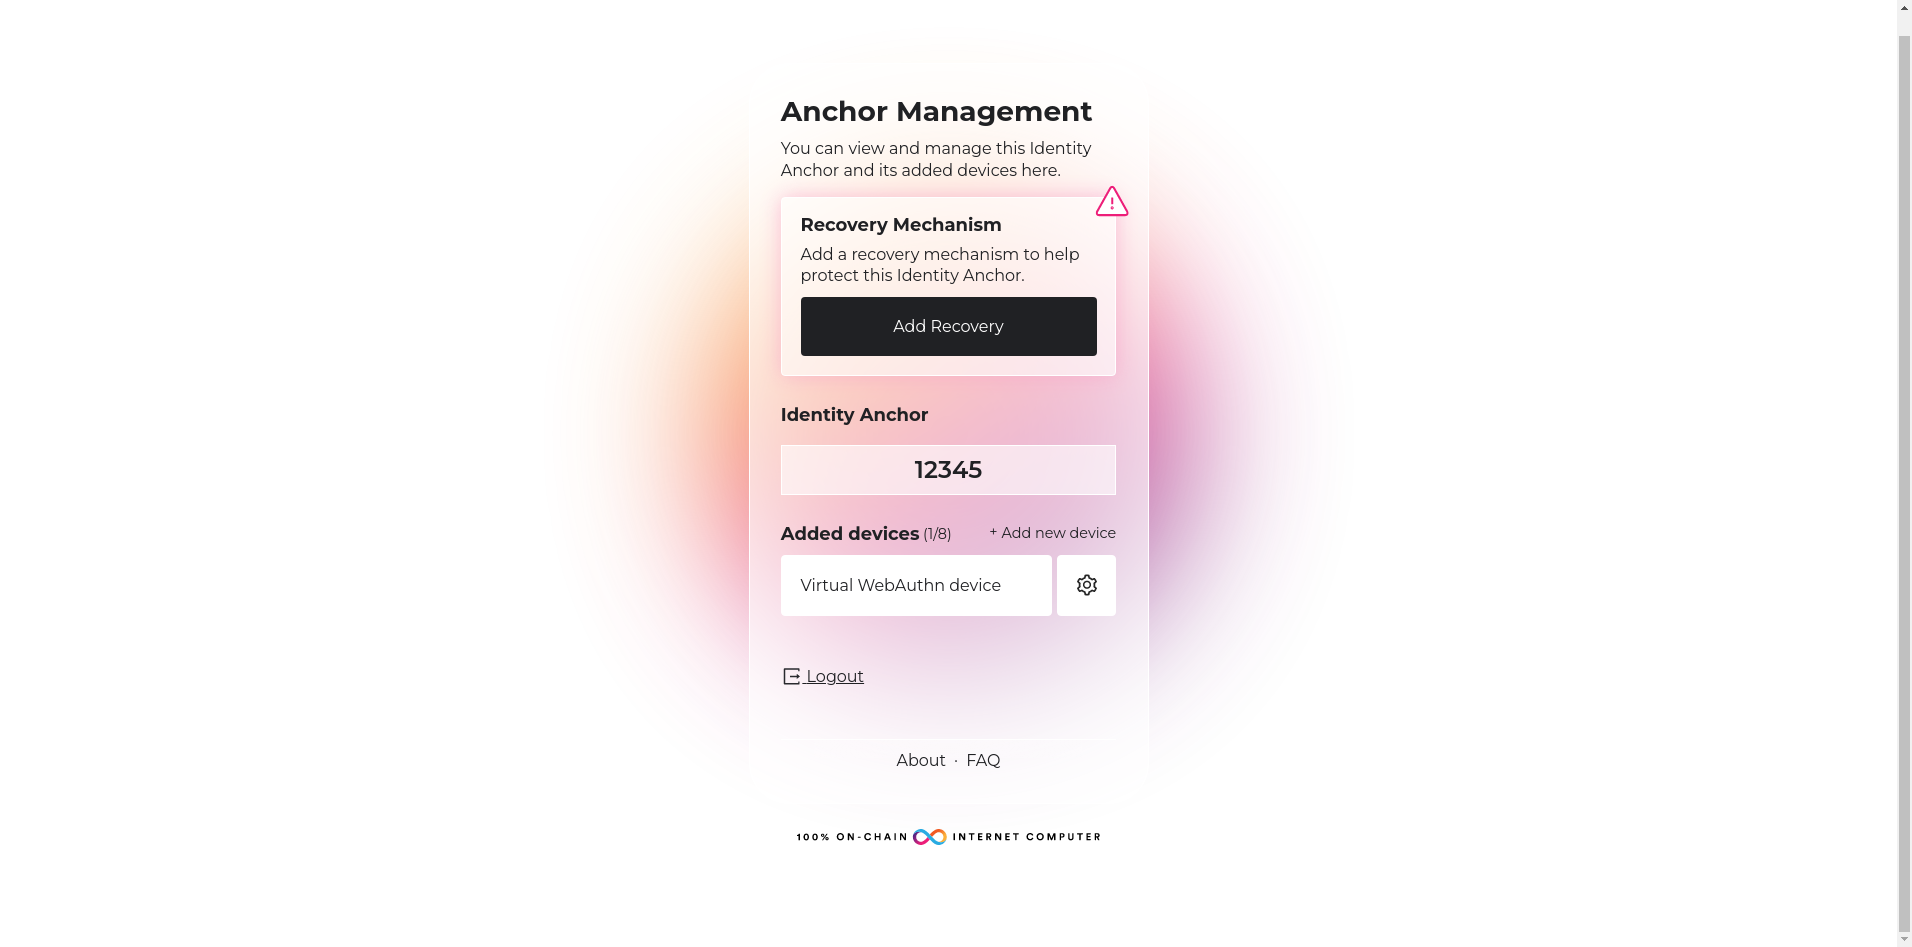 Anchor Management
You can view and manage this Identity
Anchor and its added devices here.
Recovery Mechanism
Add a recovery mechanism to help
protect this Identity Anchor.
Add Recovery
Identity Anchor
12345
Added devices (1/8) + Add new device
Virtual WebAuthn device
Logout
About · FAQ
100% ON-CHAIN INTERNET COMPUTER